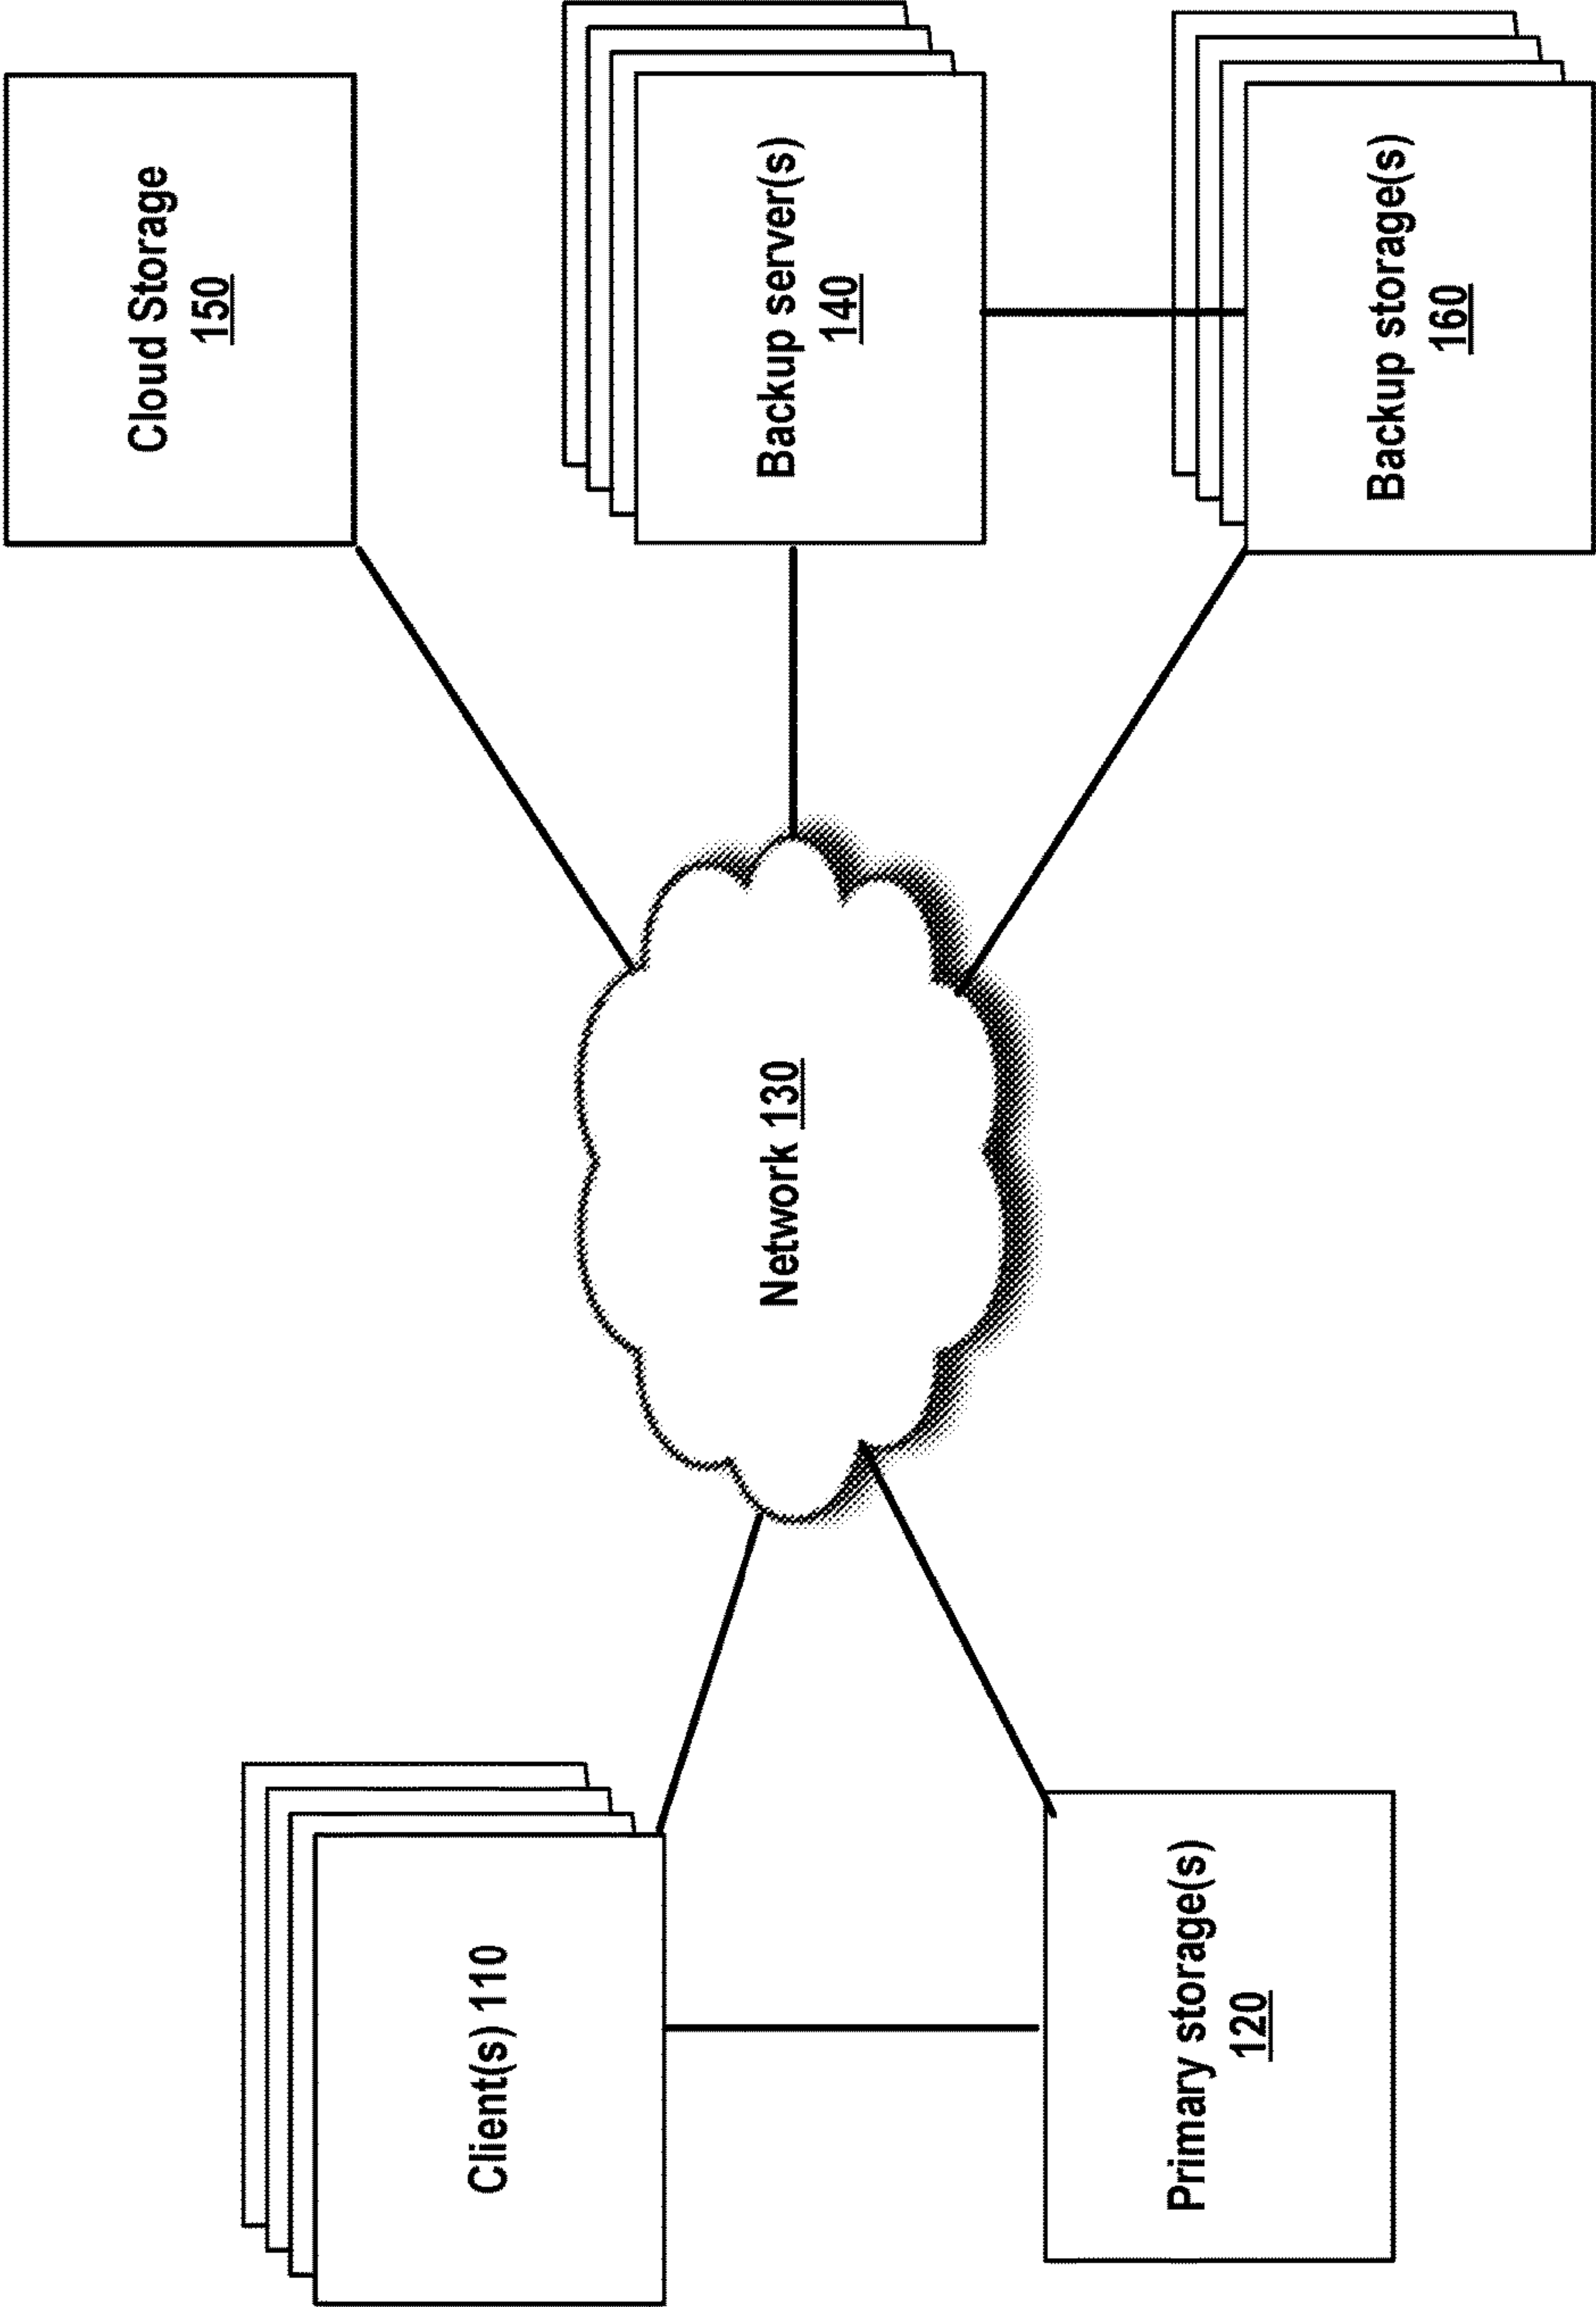 Client(s) 110
Primary storage(s)
120
Network 130
Cloud Storage
150
Backup server(s)
140
Backup storage(s)
160